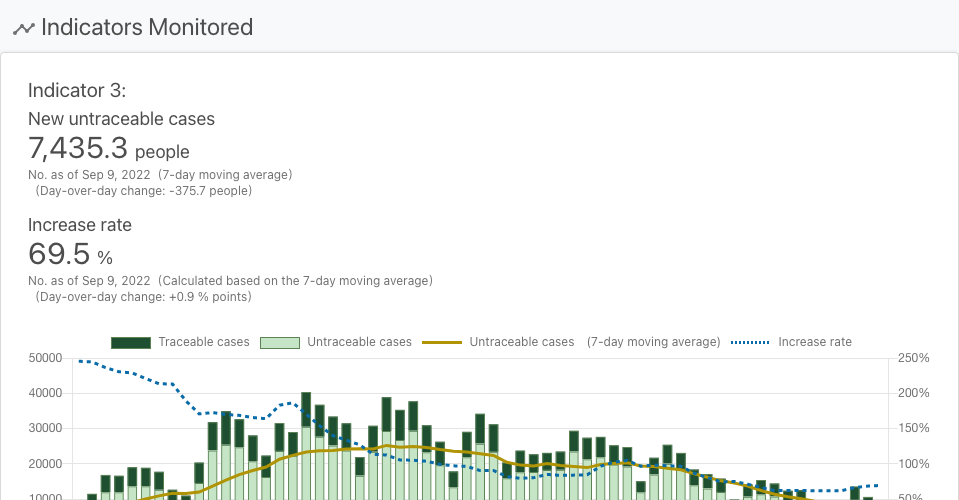 Indicators Monitored
Indicator 3:
New untraceable cases
7,435.3 people
No. as of Sep 9, 2022 (7-day moving average)
(Day-over-day change: -375.7 people)
Increase rate
69.5 %
No. as of Sep 9, 2022 (Calculated based on the 7-day moving average)
(Day-over-day change: +0.9 % points)
Traceable cases Untraceable cases Untraceable cases (7-day moving average) Increase rate
50000 250%
40000 200%
30000 150%
20000 100%
10000 50%